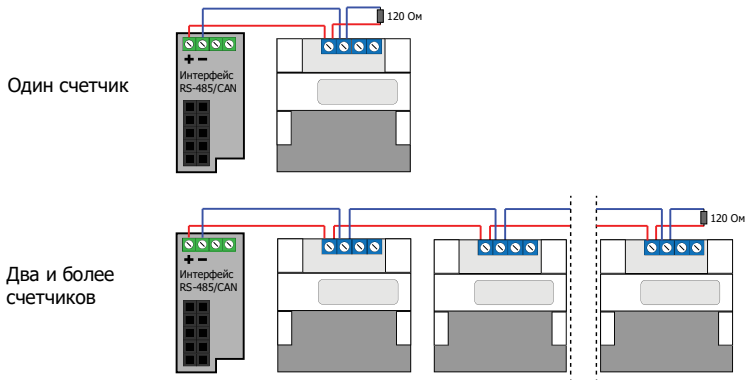 120 Ом
+ −
Интерфейс
RS-485/CAN
Один счетчик
120 Ом
+ −
Интерфейс
RS-485/CAN
Два и более
счетчиков